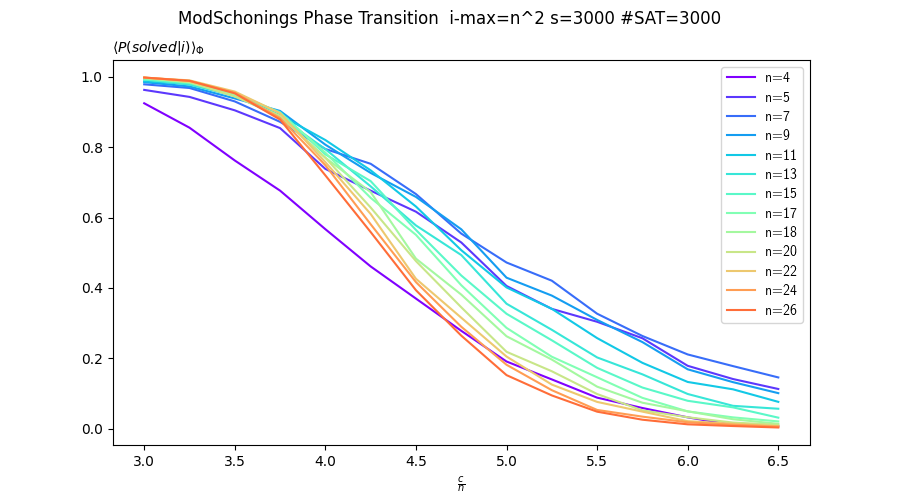 ModSchonings Phase Transition i-max=n^2 s=3000 #SAT=3000
⟨P(solved|i)⟩Φ
1.0
0.8
0.6
0.4
0.2
0.0
3.0 3.5 4.0 4.5 5.0 5.5 6.0 6.5
c/n
n=4
n=5
n=7
n=9
n=11
n=13
n=15
n=17
n=18
n=20
n=22
n=24
n=26